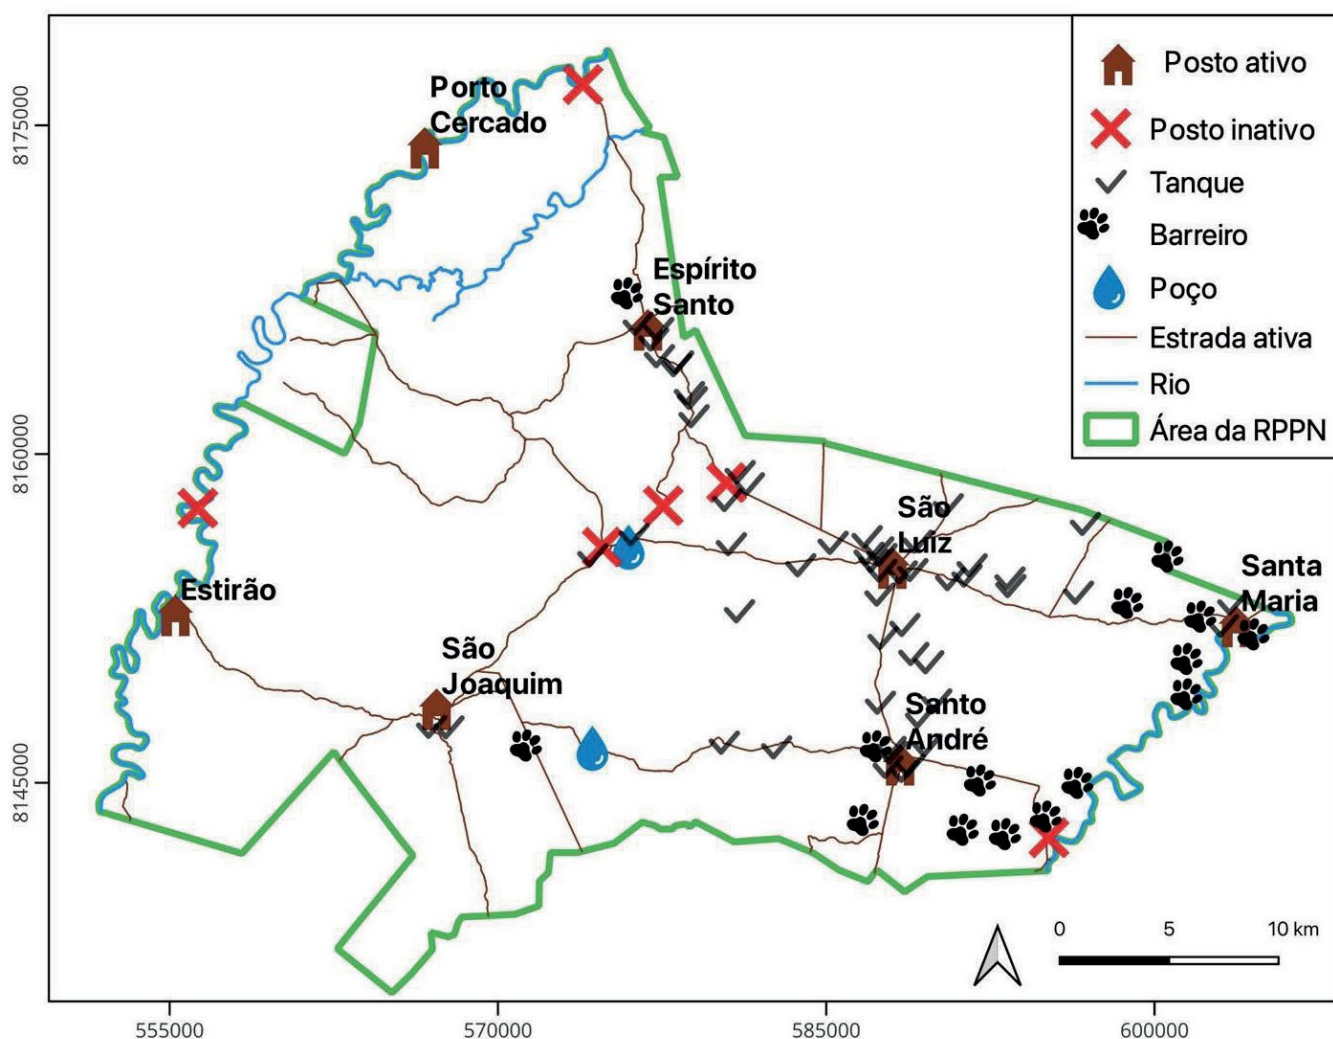 Porto
Cercado
Espírito
Santo
São
Luiz
Santa
Maria
Estirão
São
Joaquim
Santo
André
Posto ativo
Posto inativo
Tanque
Barreiro
Poço
Estrada ativa
Rio
Área da RPPN
8175000
8160000
8145000
0 5 10 km
555000 570000 585000 600000